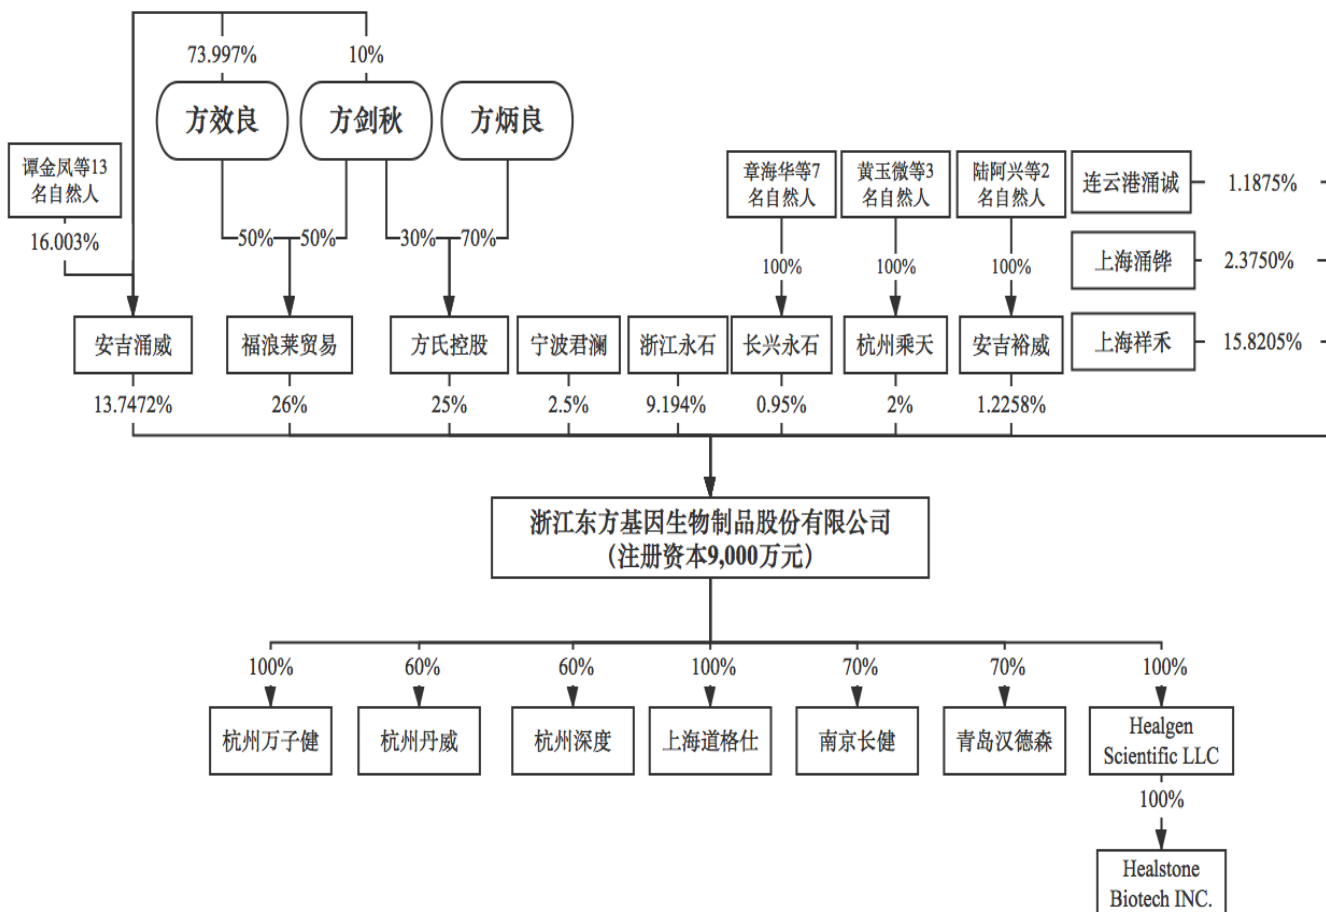 73.997%
10%
方效良
方剑秋
方炳良
谭金凤等13
名自然人
章海华等7
名自然人
黄玉微等3
名自然人
陆阿兴等2
名自然人
连云港涌诚
1.1875%
16.003%
50%
50%
30%
70%
100%
100%
100%
上海涌铧
2.3750%
安吉涌威
福浪莱贸易
方氏控股
宁波君澜
浙江永石
长兴永石
杭州乘天
安吉裕威
上海祥禾
15.8205%
13.7472%
26%
25%
2.5%
9.194%
0.95%
2%
1.2258%
浙江东方基因生物制品股份有限公司
（注册资本9,000万元）
100%
60%
60%
100%
70%
70%
100%
杭州万子健
杭州丹威
杭州深度
上海道格仕
南京长健
青岛汉德森
Healgen
Scientific LLC
100%
Healstone
Biotech INC.